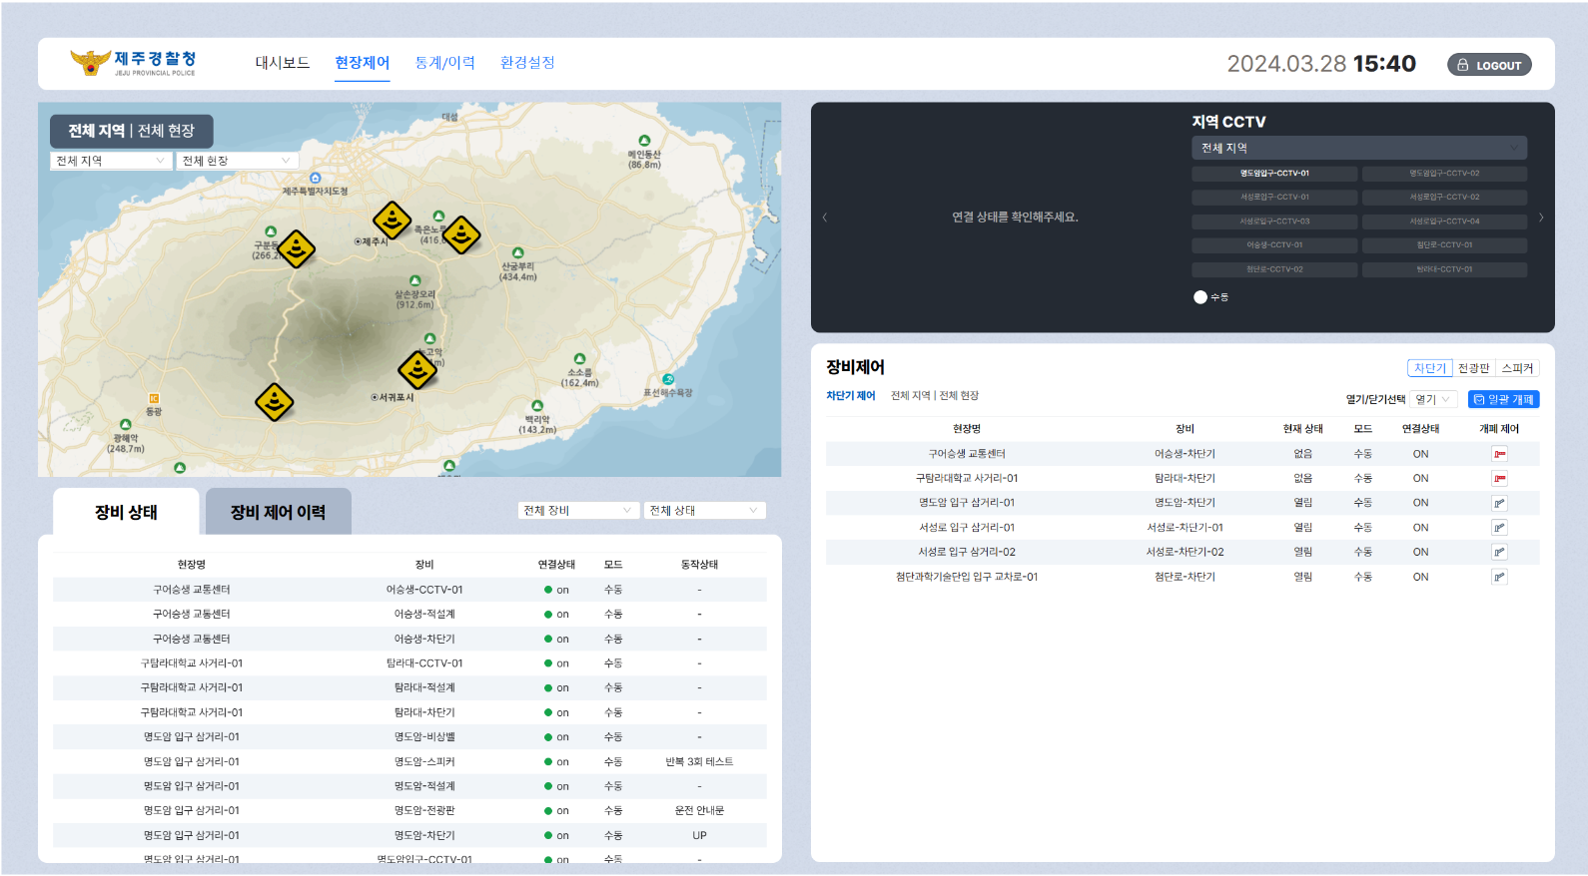 제주경찰청
JEJU PROVINCIAL POLICE
대시보드 현장제어 통계/이력 환경설정
2024.03.28 15:40
LOGOUT
전체 지역 | 전체 현장
전체 지역 전체 현장
대섬
메인동산
(86.8m)
제주특별자치도청
제주시
족은노
(416.6
구분동
(266.2m
산굼부리
(434.4m)
살손장오리
(912.6m)
논고악
소소름
(162.4m)
표선해수욕장
서귀포시
동광
광해악
(248.7m)
백리악
(143.2m)
연결 상태를 확인해주세요.
지역 CCTV
전체 지역
명도암입구-CCTV-01 명도암입구-CCTV-02
서성로입구-CCTV-01 서성로입구-CCTV-02
서성로입구-CCTV-03 서성로입구-CCTV-04
어승생-CCTV-01 첨단로-CCTV-01
첨단로-CCTV-02 탐라대-CCTV-01
수동
장비 상태
장비 제어 이력
전체 장비 전체 상태
현장명 장비 연결상태 모드 동작상태
구어승생 교통센터 어승생-CCTV-01 on 수동 -
구어승생 교통센터 어승생-적설계 on 수동 -
구어승생 교통센터 어승생-차단기 on 수동 -
구탐라대학교 사거리-01 탐라대-CCTV-01 on 수동 -
구탐라대학교 사거리-01 탐라대-적설계 on 수동 -
구탐라대학교 사거리-01 탐라대-차단기 on 수동 -
명도암 입구 삼거리-01 명도암-비상벨 on 수동 -
명도암 입구 삼거리-01 명도암-스피커 on 수동 반복 3회 테스트
명도암 입구 삼거리-01 명도암-적설계 on 수동 -
명도암 입구 삼거리-01 명도암-전광판 on 수동 운전 안내문
명도암 입구 삼거리-01 명도암-차단기 on 수동 UP
명도암 입구 삼거리-01 명도암입구-CCTV-01 on 수동 -
장비제어
차단기 전광판 스피커
차단기 제어 전체 지역 | 전체 현장
열기/닫기선택 열기 일괄 개폐
현장명 장비 현재 상태 모드 연결상태 개폐 제어
구어승생 교통센터 어승생-차단기 없음 수동 ON
구탐라대학교 사거리-01 탐라대-차단기 없음 수동 ON
명도암 입구 삼거리-01 명도암-차단기 열림 수동 ON
서성로 입구 삼거리-01 서성로-차단기-01 열림 수동 ON
서성로 입구 삼거리-02 서성로-차단기-02 열림 수동 ON
첨단과학기술단입 입구 교차로-01 첨단로-차단기 열림 수동 ON